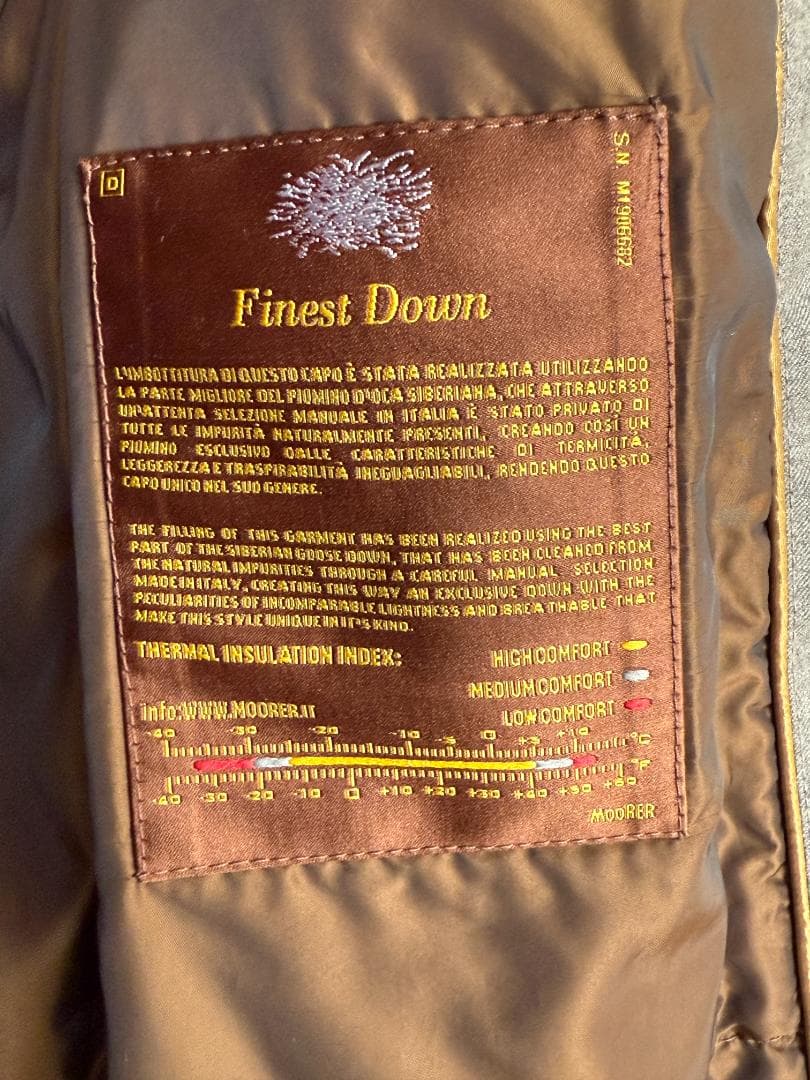 D
S.N. M1906682
Finest Down
L'IMBOTTITURA DI QUESTO CAPO È STATA REALIZZATA UTILIZZANDO
LA PARTE MIGLIORE DEL PIUMINO D'OCA SIBERIANA, CHE ATTRAVERSO
UN'ATTENTA SELEZIONE MANUALE IN ITALIA È STATO PRIVATO DI
TUTTE LE IMPURITÀ NATURALMENTE PRESENTI, CREANDO COSÌ UN
PIUMINO ESCLUSIVO DALLE CARATTERISTICHE DI TERMICITÀ,
LEGGEREZZA E TRASPIRABILITÀ INEGUAGLIABILI, RENDENDO QUESTO
CAPO UNICO NEL SUO GENERE.
THE FILLING OF THIS GARMENT HAS BEEN REALIZED USING THE BEST
PART OF THE SIBERIAN GOOSE DOWN, THAT HAS BEEN CLEANED FROM
THE NATURAL IMPURITIES THROUGH A CAREFUL MANUAL SELECTION
MADE IN ITALY, CREATING THIS WAY AN EXCLUSIVE DOWN WITH THE
PECULIARITIES OF INCOMPARABLE LIGHTNESS AND BREATHABLE THAT
MAKE THIS STYLE UNIQUE IN IT'S KIND.
THERMAL INSULATION INDEX: HIGH COMFORT
MEDIUM COMFORT
info:WWW.MOORER.IT LOW COMFORT
-40 -30 -20 -10 -5 0 +5 +10 °C
°F
-40 -30 -20 -10 0 +10 +20 +30 +40 +50 +60
MOORER